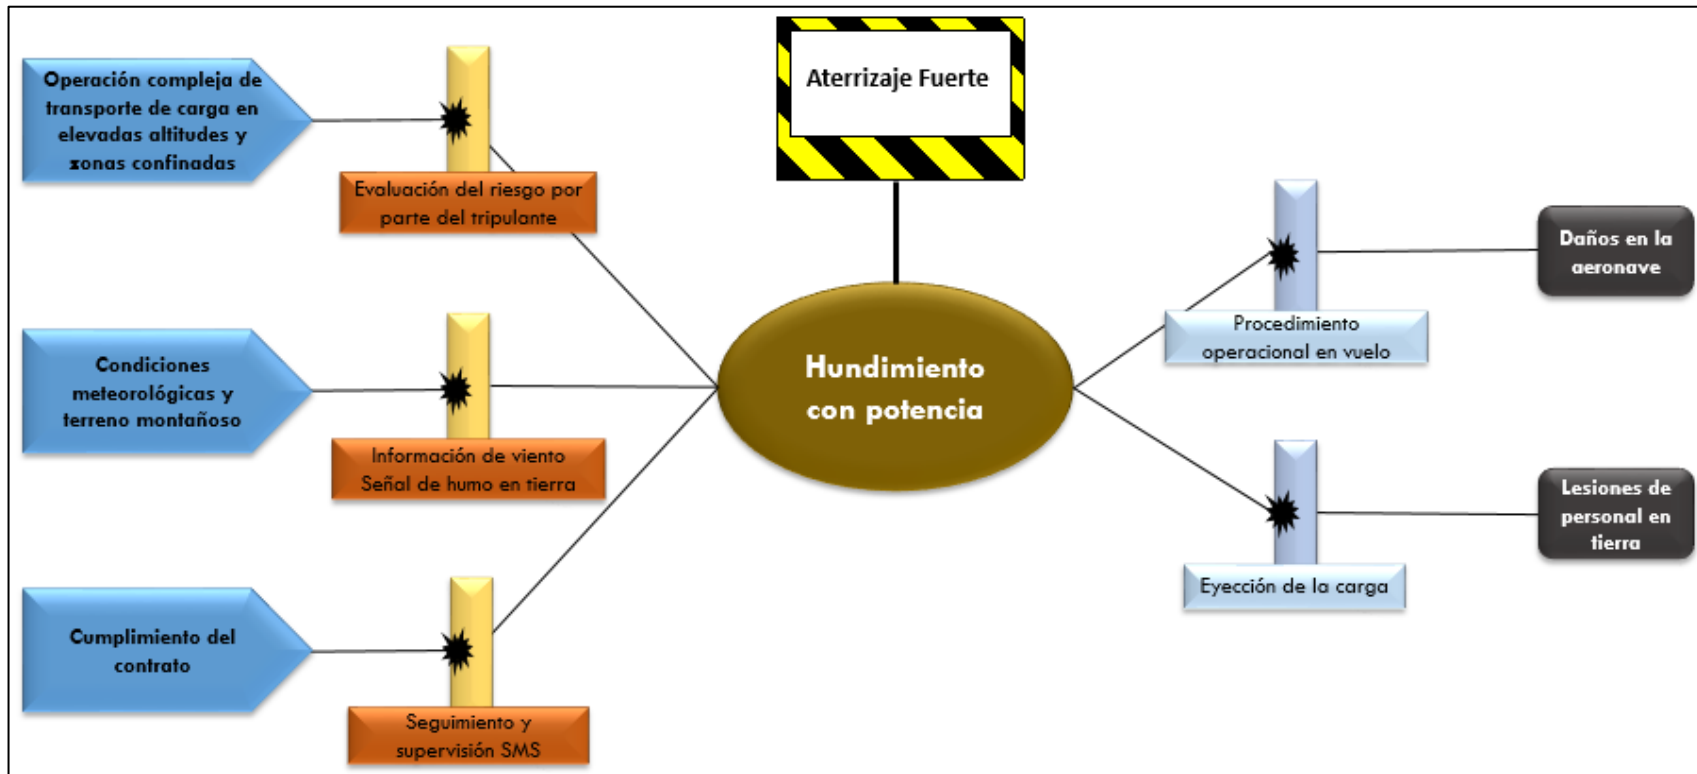 Operación compleja de
transporte de carga en
elevadas altitudes y
zonas confinadas
Evaluación del riesgo por
parte del tripulante
Condiciones
meteorológicas y
terreno montañoso
Información de viento
Señal de humo en tierra
Cumplimiento del
contrato
Seguimiento y
supervisión SMS
Aterrizaje Fuerte
Hundimiento
con potencia
Procedimiento
operacional en vuelo
Daños en la
aeronave
Eyección de la carga
Lesiones de
personal en
tierra